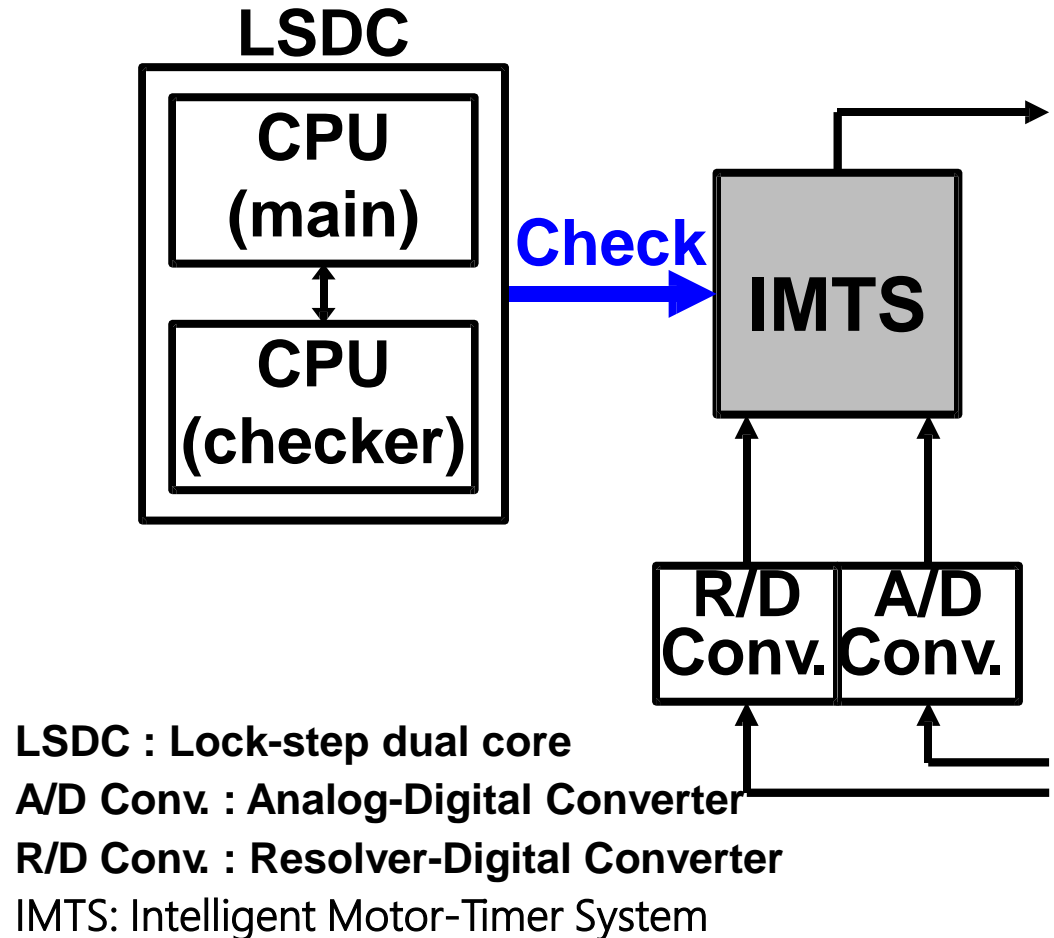 LSDC
CPU
(main)
Check
IMTS
CPU
(checker)
R/D
Conv.
A/D
Conv.
LSDC : Lock-step dual core
A/D Conv. : Analog-Digital Converter
R/D Conv. : Resolver-Digital Converter
IMTS: Intelligent Motor-Timer System